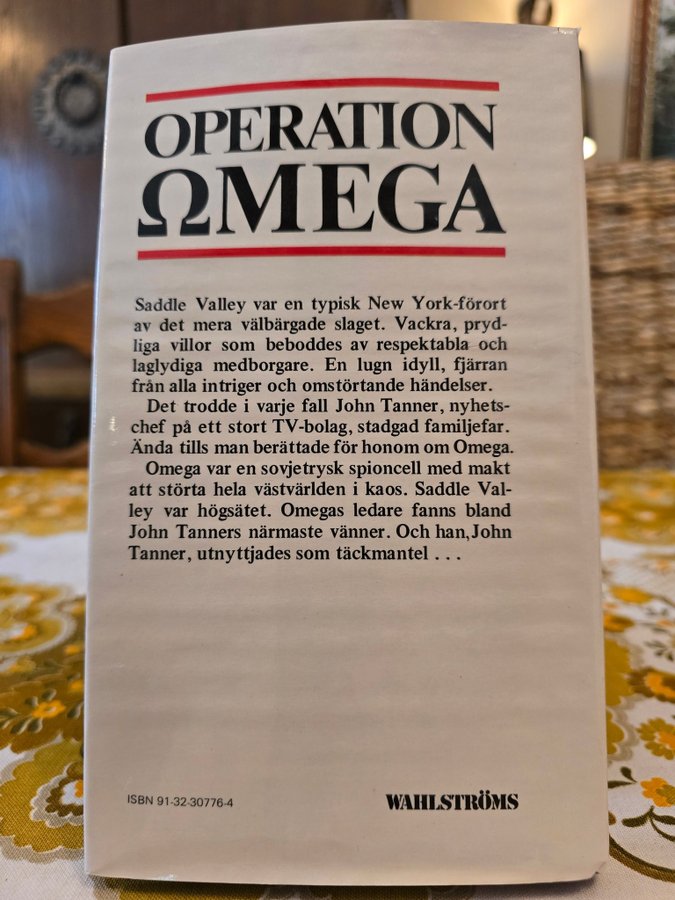 OPERATION
ΩMEGA
Saddle Valley var en typisk New York-förort
av det mera välbärgade slaget. Vackra, pryd-
liga villor som beboddes av respektabla och
laglydiga medborgare. En lugn idyll, fjärran
från alla intriger och omstörtande händelser.
Det trodde i varje fall John Tanner, nyhets-
chef på ett stort TV-bolag, stadgad familjefar.
Ända tills man berättade för honom om Omega.
Omega var en sovjetrysk spioncell med makt
att störta hela västvärlden i kaos. Saddle Val-
ley var högsätet. Omegas ledare fanns bland
John Tanners närmaste vänner. Och han,John
Tanner, utnyttjades som täckmantel . . .
ISBN 91-32-30776-4
WAHLSTRÖMS